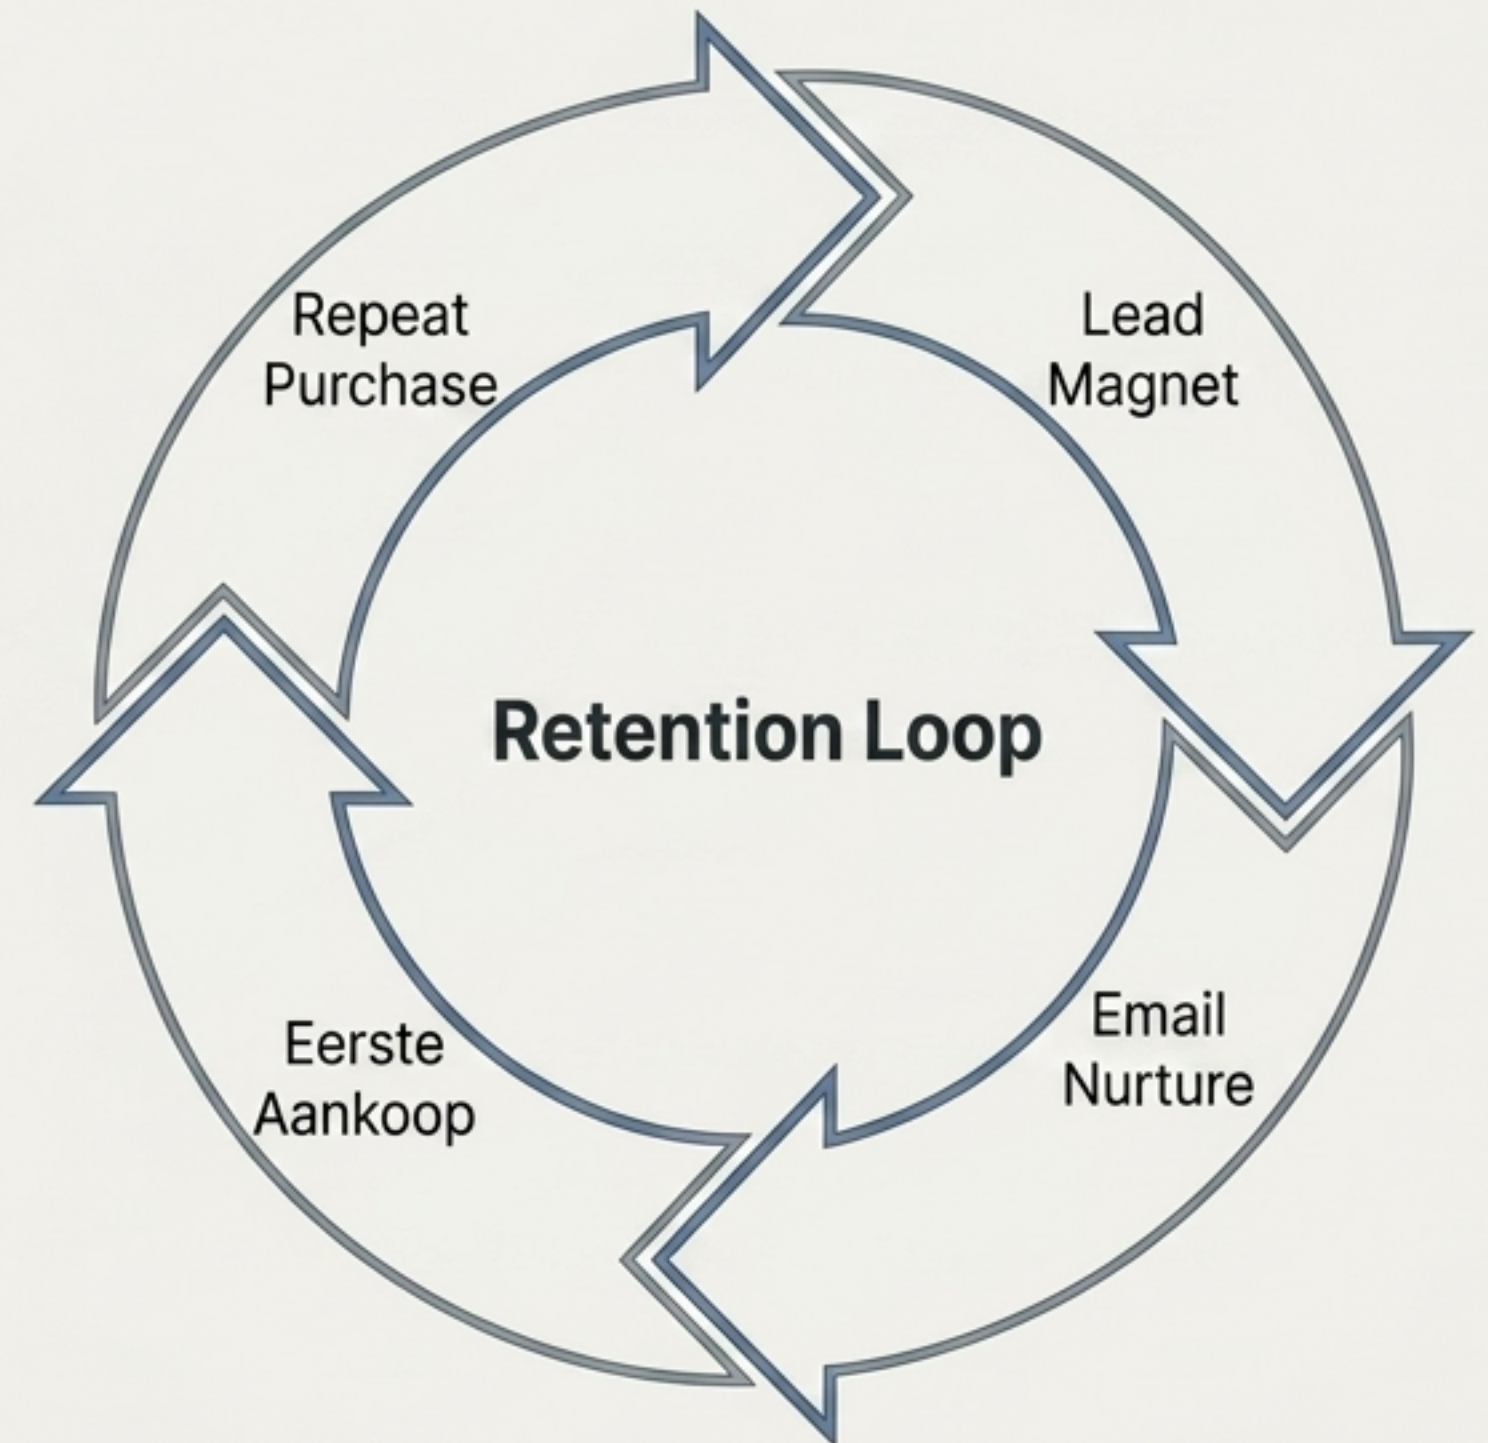 Repeat
Purchase
Lead
Magnet
Retention Loop
Eerste
Aankoop
Email
Nurture